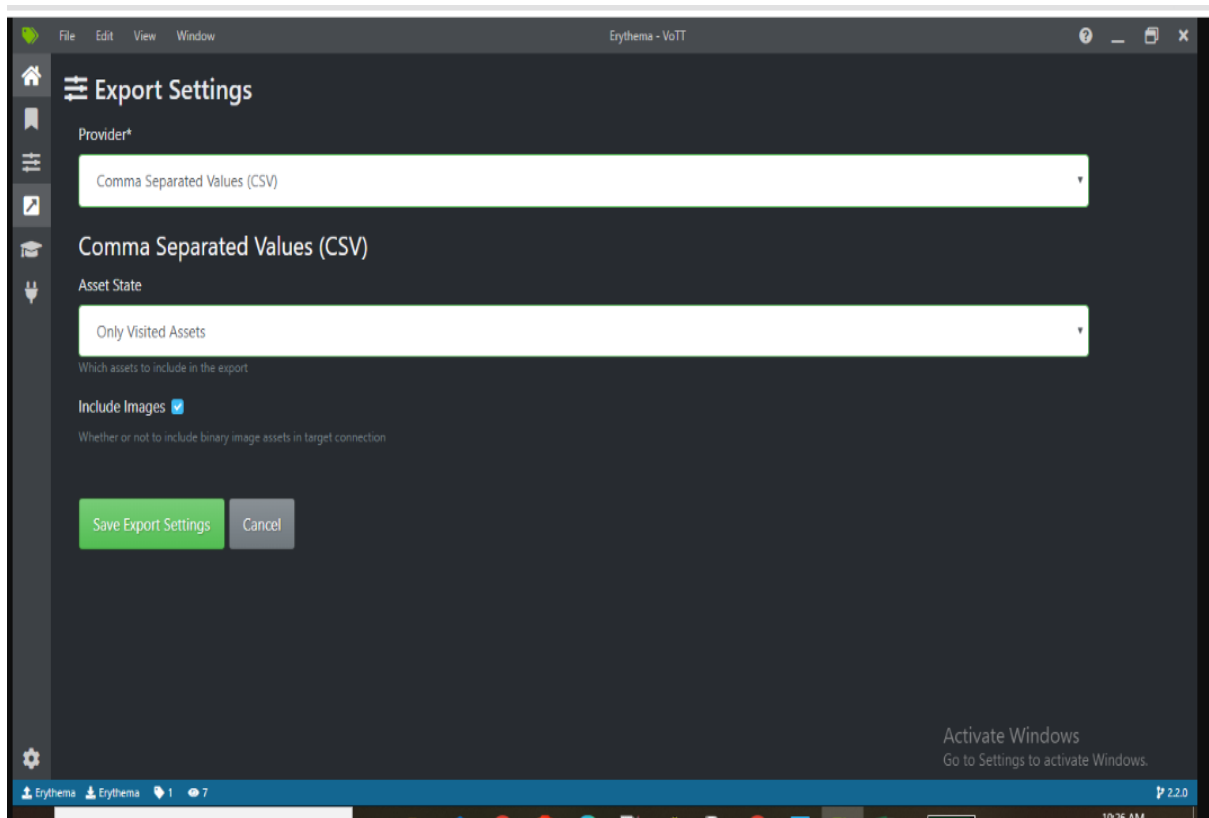 File Edit View Window Erythema - VoTT
Export Settings
Provider*
Comma Separated Values (CSV)
Comma Separated Values (CSV)
Asset State
Only Visited Assets
Which assets to include in the export
Include Images
Whether or not to include binary image assets in target connection
Save Export Settings Cancel
Activate Windows
Go to Settings to activate Windows.
Erythema Erythema 1 7 2.2.0
10:26 AM